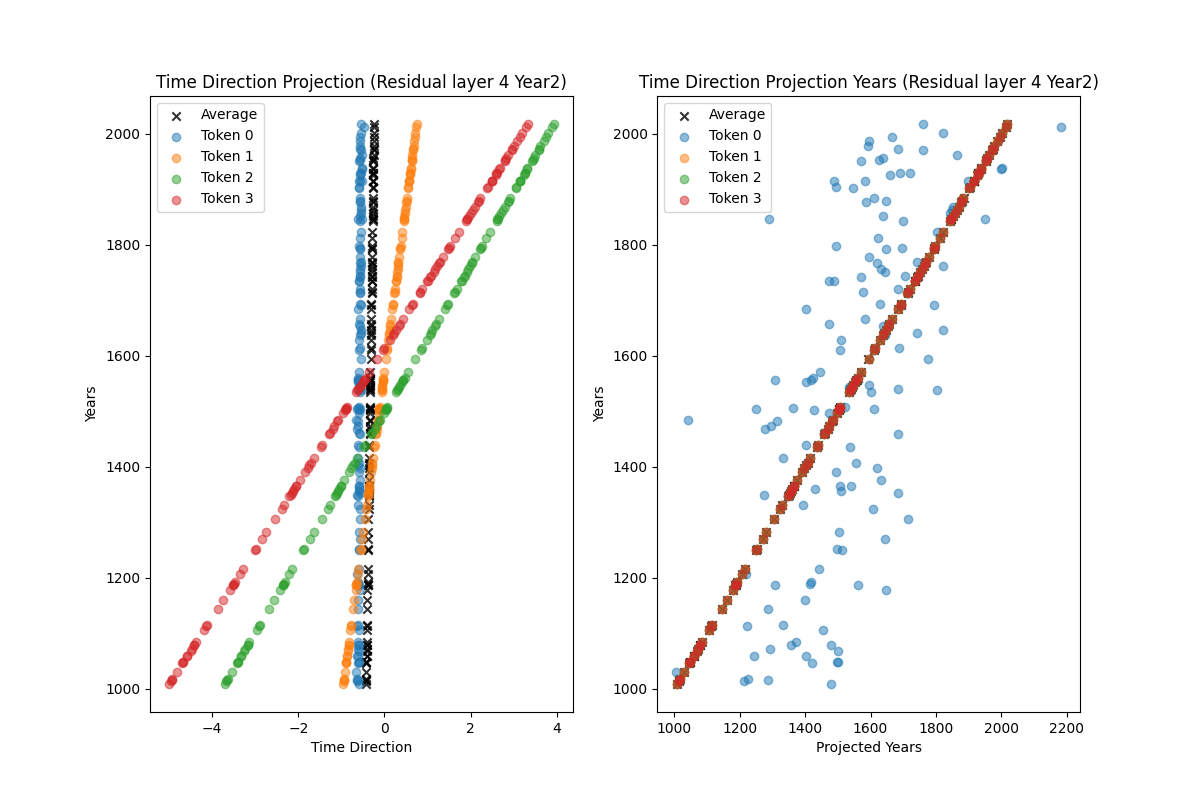 Time Direction Projection (Residual layer 4 Year2)
Average
Token 0
Token 1
Token 2
Token 3
Years
2000
1800
1600
1400
1200
1000
−4
−2
0
2
4
Time Direction
Time Direction Projection Years (Residual layer 4 Year2)
Average
Token 0
Token 1
Token 2
Token 3
Years
2000
1800
1600
1400
1200
1000
1000
1200
1400
1600
1800
2000
2200
Projected Years